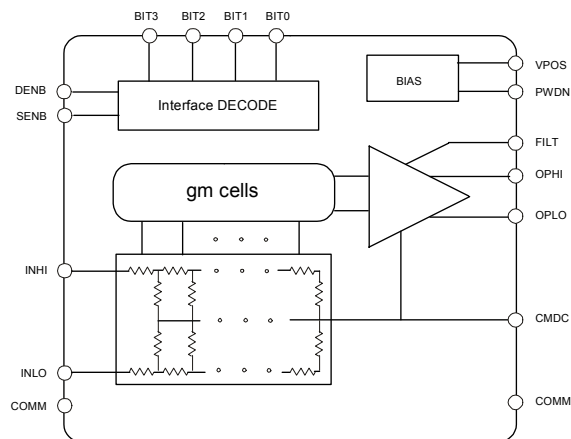 BIT3 BIT2 BIT1 BIT0
VPOS
DENB
Interface DECODE
BIAS
PWDN
SENB
FILT
gm cells
OPHI
OPLO
INHI
CMDC
INLO
COMM
COMM